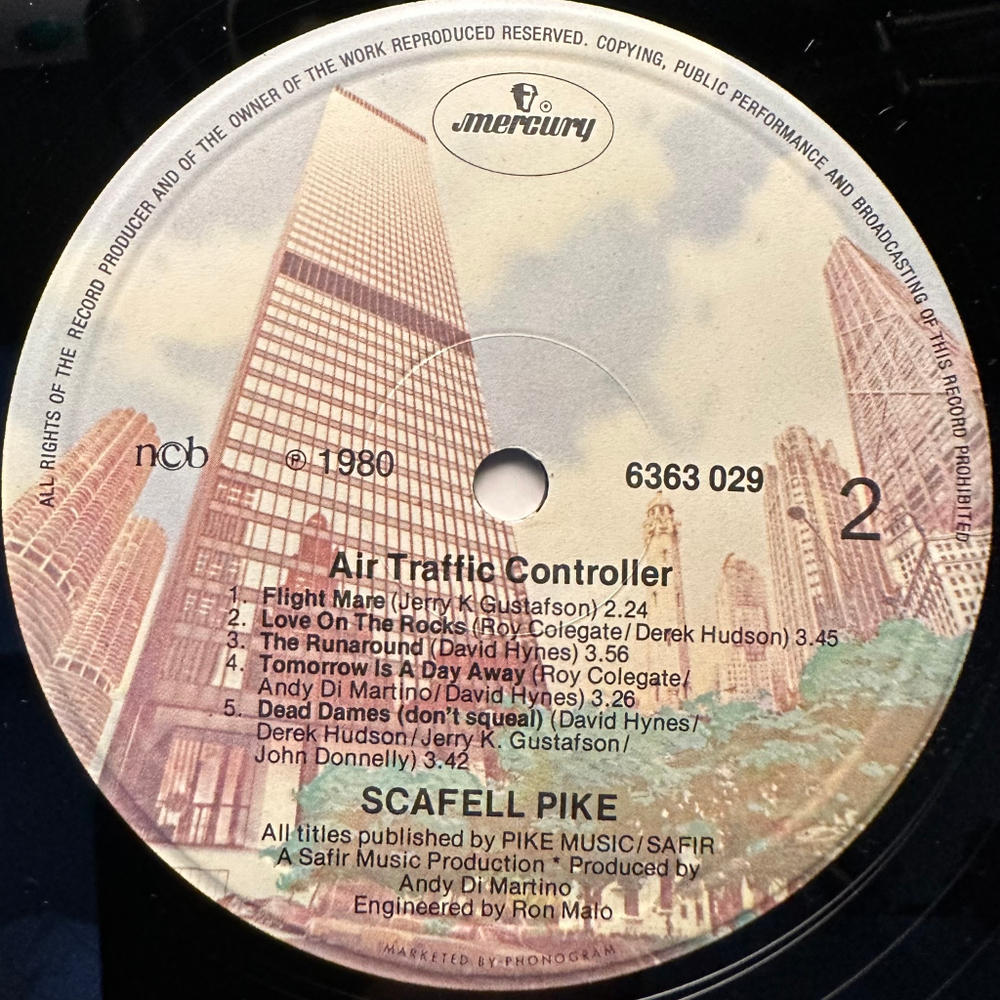 ALL RIGHTS OF THE RECORD PRODUCER AND OF THE OWNER OF THE WORK REPRODUCED RESERVED. COPYING, PUBLIC PERFORMANCE AND BROADCASTING OF THIS RECORD PROHIBITED
mercury
n©b
℗ 1980
6363 029
2
Air Traffic Controller
1. Flight Mare (Jerry K Gustafson) 2.24
2. Love On The Rocks (Roy Colegate/Derek Hudson) 3.45
3. The Runaround (David Hynes) 3.56
4. Tomorrow Is A Day Away (Roy Colegate/
Andy Di Martino/David Hynes) 3.26
5. Dead Dames (don't squeal) (David Hynes/
Derek Hudson/Jerry K. Gustafson/
John Donnelly) 3.42
SCAFELL PIKE
All titles published by PIKE MUSIC/SAFIR
A Safir Music Production * Produced by
Andy Di Martino
Engineered by Ron Malo
MARKETED BY PHONOGRAM